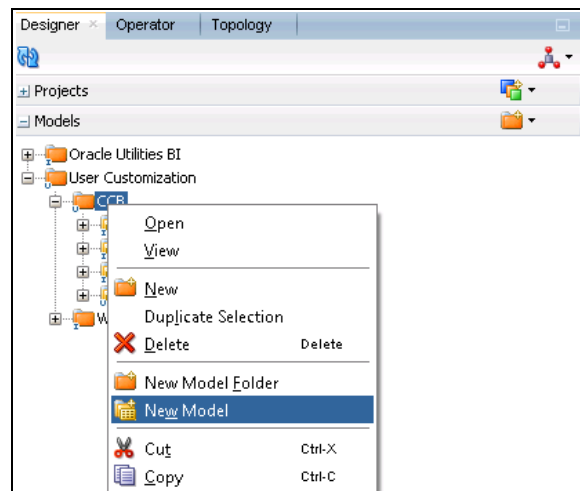 Designer Operator Topology
Projects
Models
Oracle Utilities BI
User Customization
CCB
Open
View
New
Duplicate Selection
Delete Delete
New Model Folder
New Model
W
Cut Ctrl-X
Copy Ctrl-C